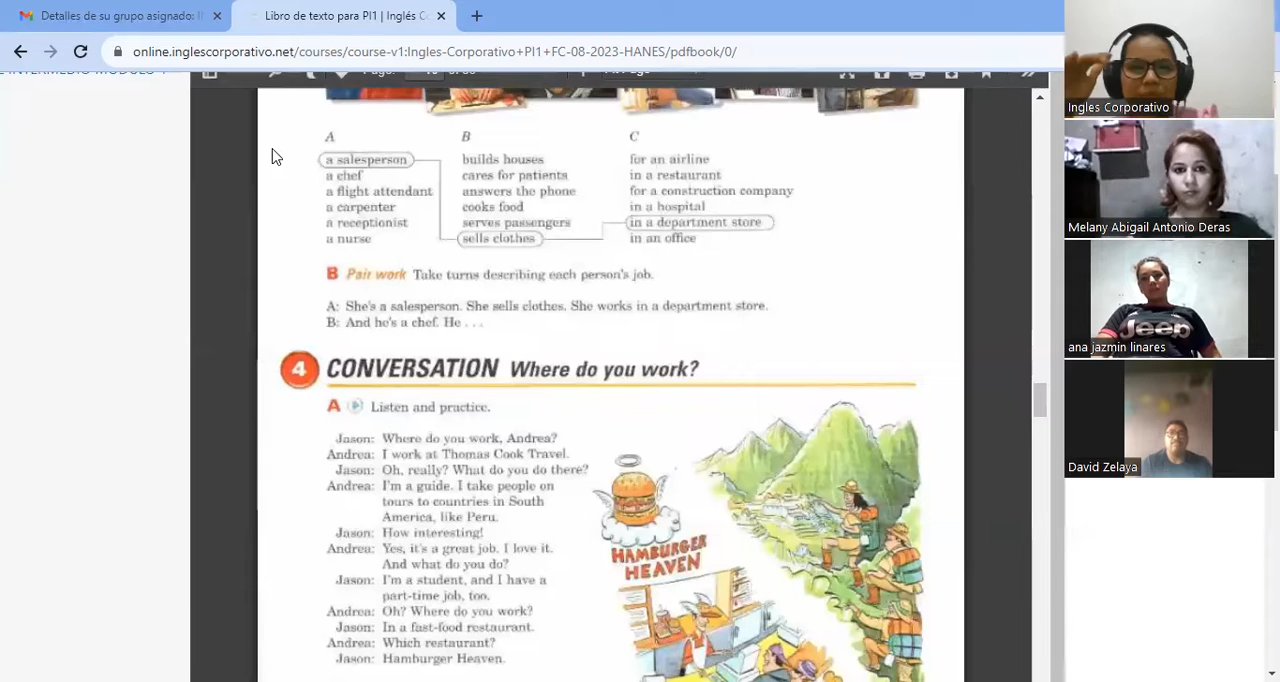 Detalles de su grupo asignado: I
Libro de texto para PI1 | Inglés C
online.inglescorporativo.net/courses/course-v1:Ingles-Corporativo+PI1+FC-08-2023-HANES/pdfbook/0/
A B C
a salesperson builds houses for an airline
a chef cares for patients in a restaurant
a flight attendant answers the phone for a construction company
a carpenter cooks food in a hospital
a receptionist serves passengers in a department store
a nurse sells clothes in an office
B Pair work Take turns describing each person's job.
A: She's a salesperson. She sells clothes. She works in a department store.
B: And he's a chef. He . . .
4 CONVERSATION Where do you work?
A Listen and practice.
Jason: Where do you work, Andrea?
Andrea: I work at Thomas Cook Travel.
Jason: Oh, really? What do you do there?
Andrea: I'm a guide. I take people on
tours to countries in South
America, like Peru.
Jason: How interesting!
Andrea: Yes, it's a great job. I love it.
And what do you do?
Jason: I'm a student, and I have a
part-time job, too.
Andrea: Oh? Where do you work?
Jason: In a fast-food restaurant.
Andrea: Which restaurant?
Jason: Hamburger Heaven.
HAMBURGER
HEAVEN
Ingles Corporativo
Melany Abigail Antonio Deras
Jeep
ana jazmin linares
David Zelaya